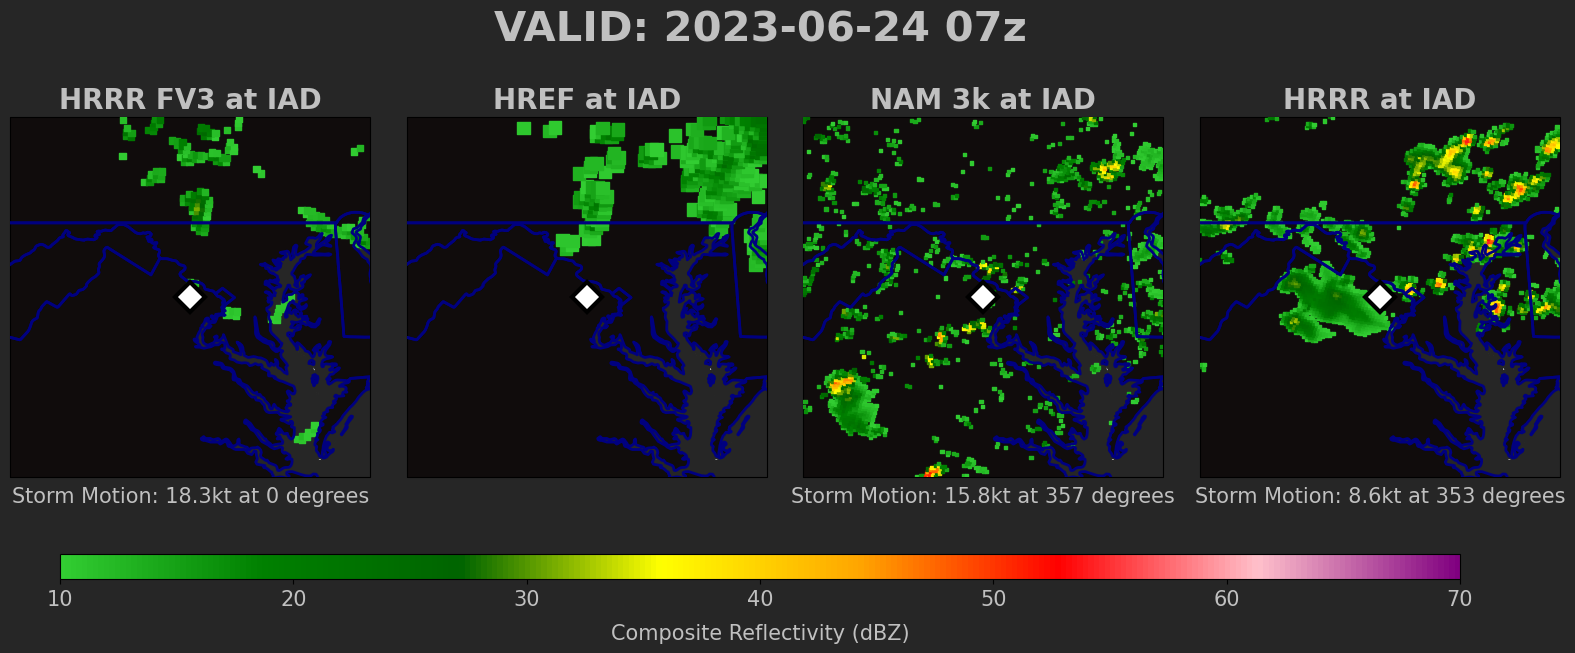 VALID: 2023-06-24 07z
HRRR FV3 at IAD
HREF at IAD
NAM 3k at IAD
HRRR at IAD
Storm Motion: 18.3kt at 0 degrees
Storm Motion: 15.8kt at 357 degrees
Storm Motion: 8.6kt at 353 degrees
10 20 30 40 50 60 70
Composite Reflectivity (dBZ)